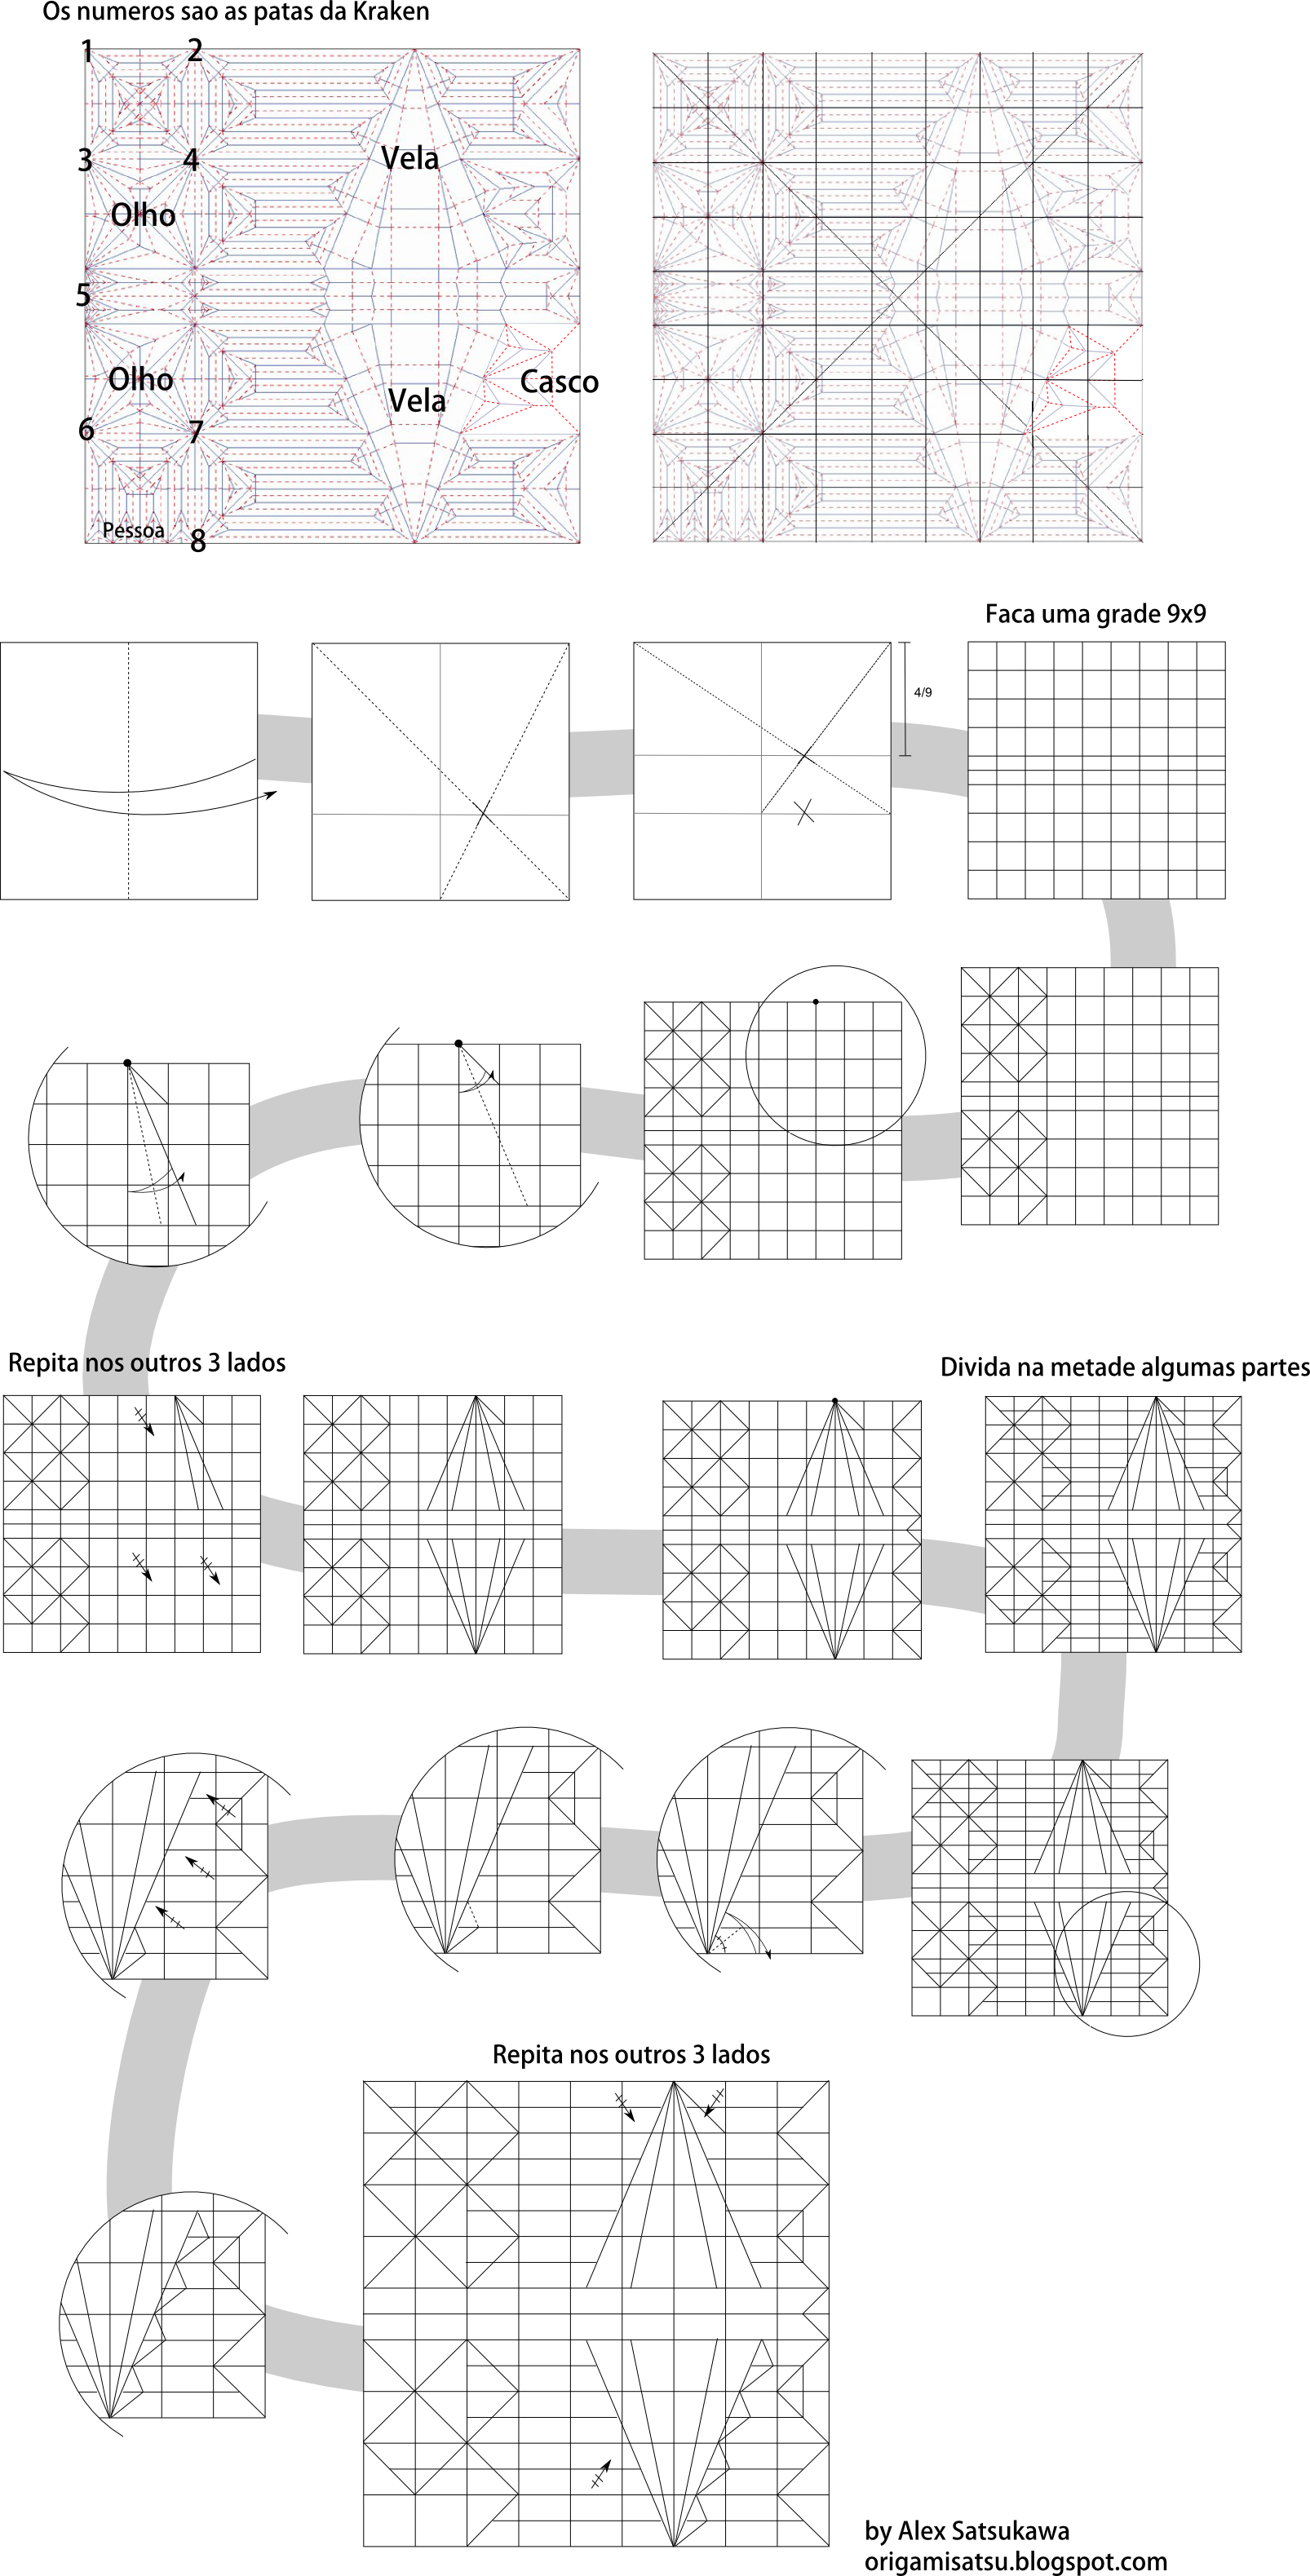 Os numeros sao as patas da Kraken
1
2
3
4
Vela
Olho
5
Olho
Vela
Casco
6
7
Pessoa
8
Faca uma grade 9x9
4/9
Repita nos outros 3 lados
Divida na metade algumas partes
Repita nos outros 3 lados
by Alex Satsukawa
origamisatsu.blogspot.com